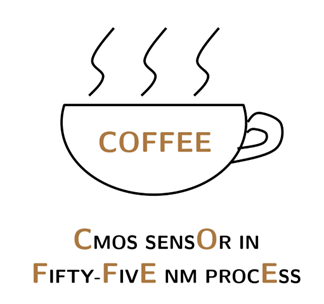 COFFEE
CMOS SENSOR IN
FIFTY-FIVE NM PROCESS